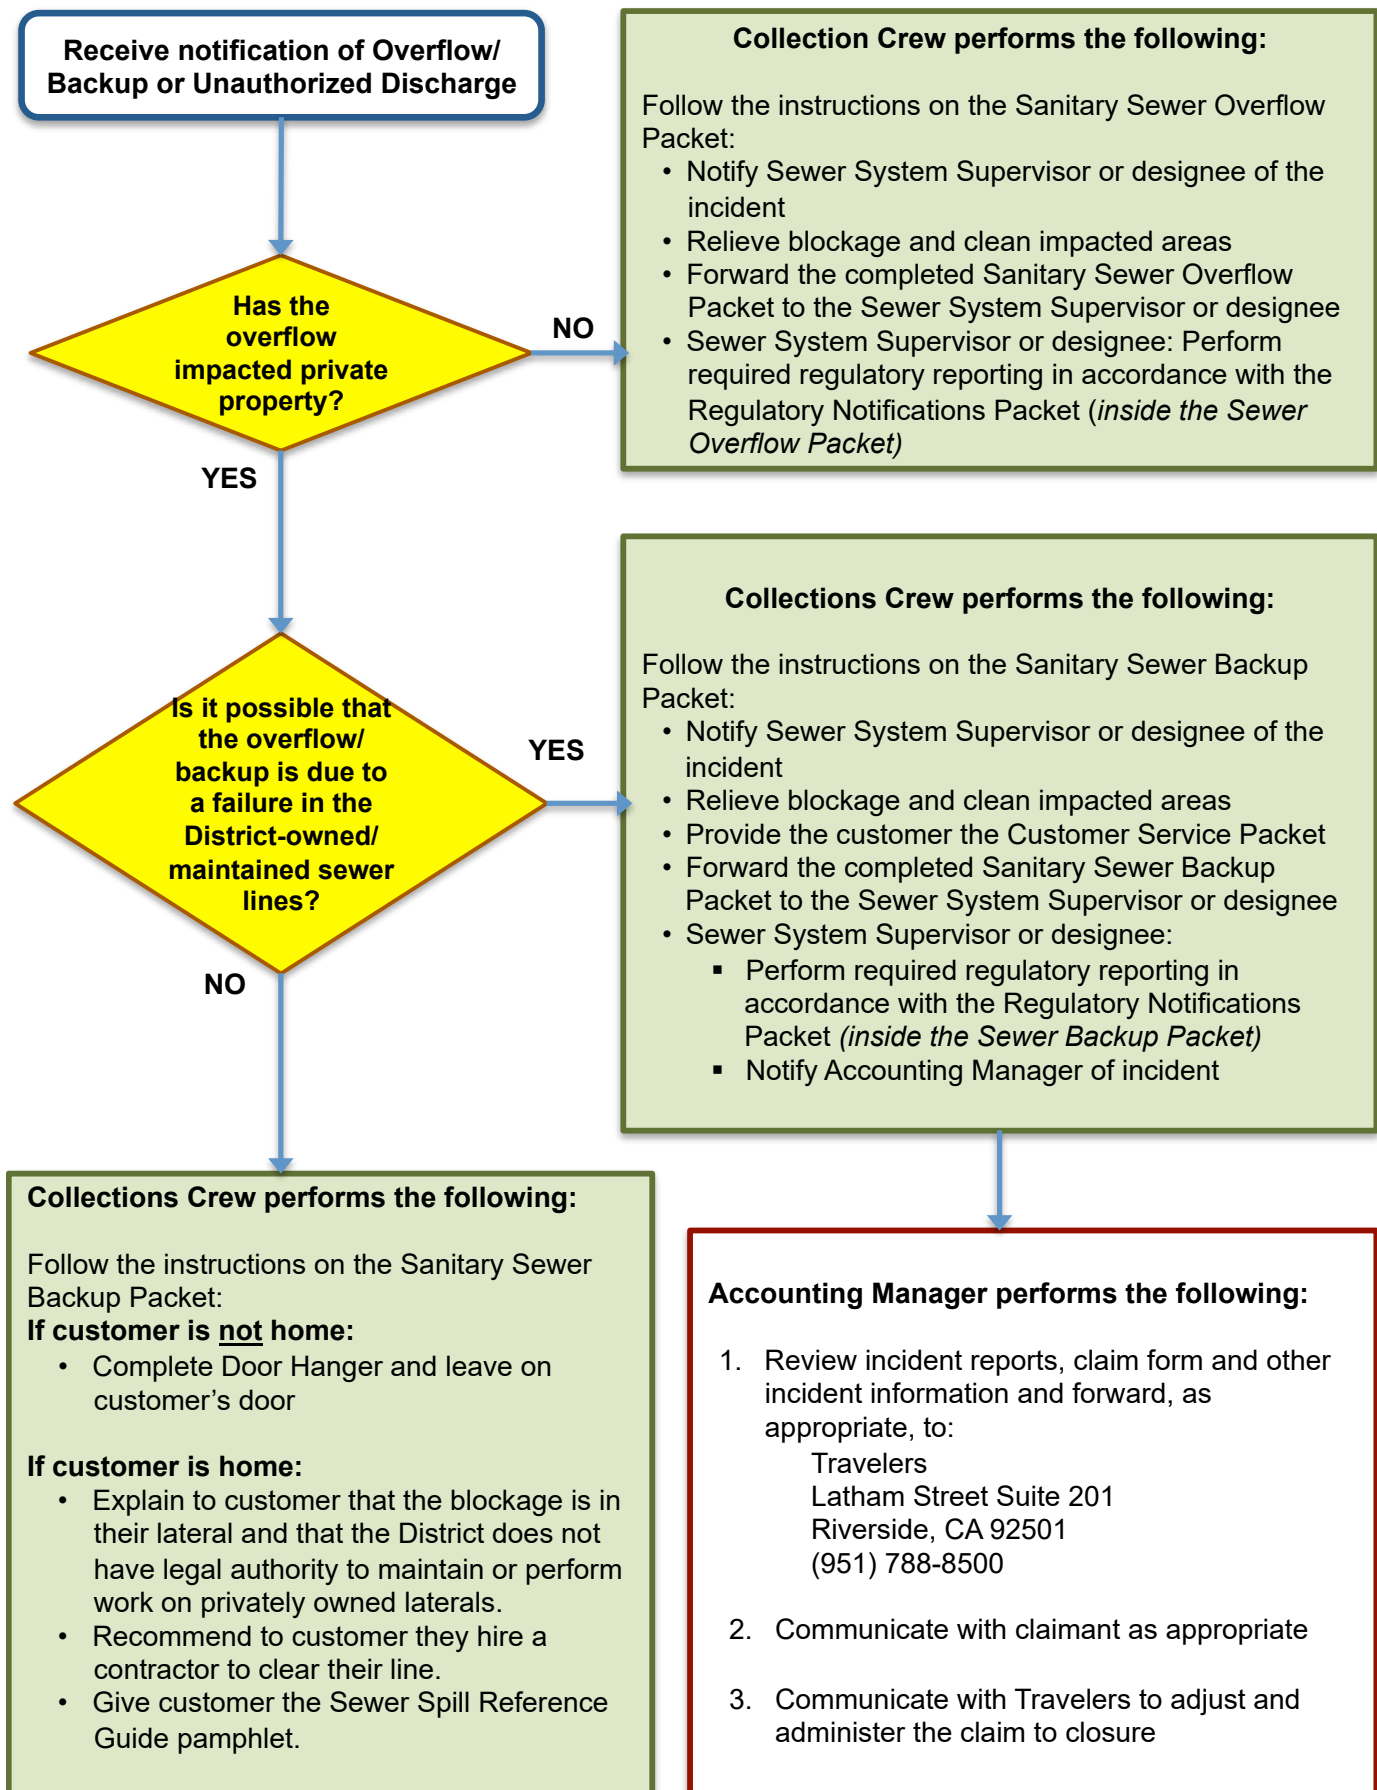 Receive notification of Overflow/
Backup or Unauthorized Discharge
Has the
overflow
impacted private
property?
NO
YES
Collection Crew performs the following:
Follow the instructions on the Sanitary Sewer Overflow
Packet:
• Notify Sewer System Supervisor or designee of the
incident
• Relieve blockage and clean impacted areas
• Forward the completed Sanitary Sewer Overflow
Packet to the Sewer System Supervisor or designee
• Sewer System Supervisor or designee: Perform
required regulatory reporting in accordance with the
Regulatory Notifications Packet (inside the Sewer
Overflow Packet)
Is it possible that
the overflow/
backup is due to
a failure in the
District-owned/
maintained sewer
lines?
YES
NO
Collections Crew performs the following:
Follow the instructions on the Sanitary Sewer Backup
Packet:
• Notify Sewer System Supervisor or designee of the
incident
• Relieve blockage and clean impacted areas
• Provide the customer the Customer Service Packet
• Forward the completed Sanitary Sewer Backup
Packet to the Sewer System Supervisor or designee
• Sewer System Supervisor or designee:
▪ Perform required regulatory reporting in
accordance with the Regulatory Notifications
Packet (inside the Sewer Backup Packet)
▪ Notify Accounting Manager of incident
Collections Crew performs the following:
Follow the instructions on the Sanitary Sewer
Backup Packet:
If customer is not home:
• Complete Door Hanger and leave on
customer’s door
If customer is home:
• Explain to customer that the blockage is in
their lateral and that the District does not
have legal authority to maintain or perform
work on privately owned laterals.
• Recommend to customer they hire a
contractor to clear their line.
• Give customer the Sewer Spill Reference
Guide pamphlet.
Accounting Manager performs the following:
1. Review incident reports, claim form and other
incident information and forward, as
appropriate, to:
Travelers
Latham Street Suite 201
Riverside, CA 92501
(951) 788-8500
2. Communicate with claimant as appropriate
3. Communicate with Travelers to adjust and
administer the claim to closure